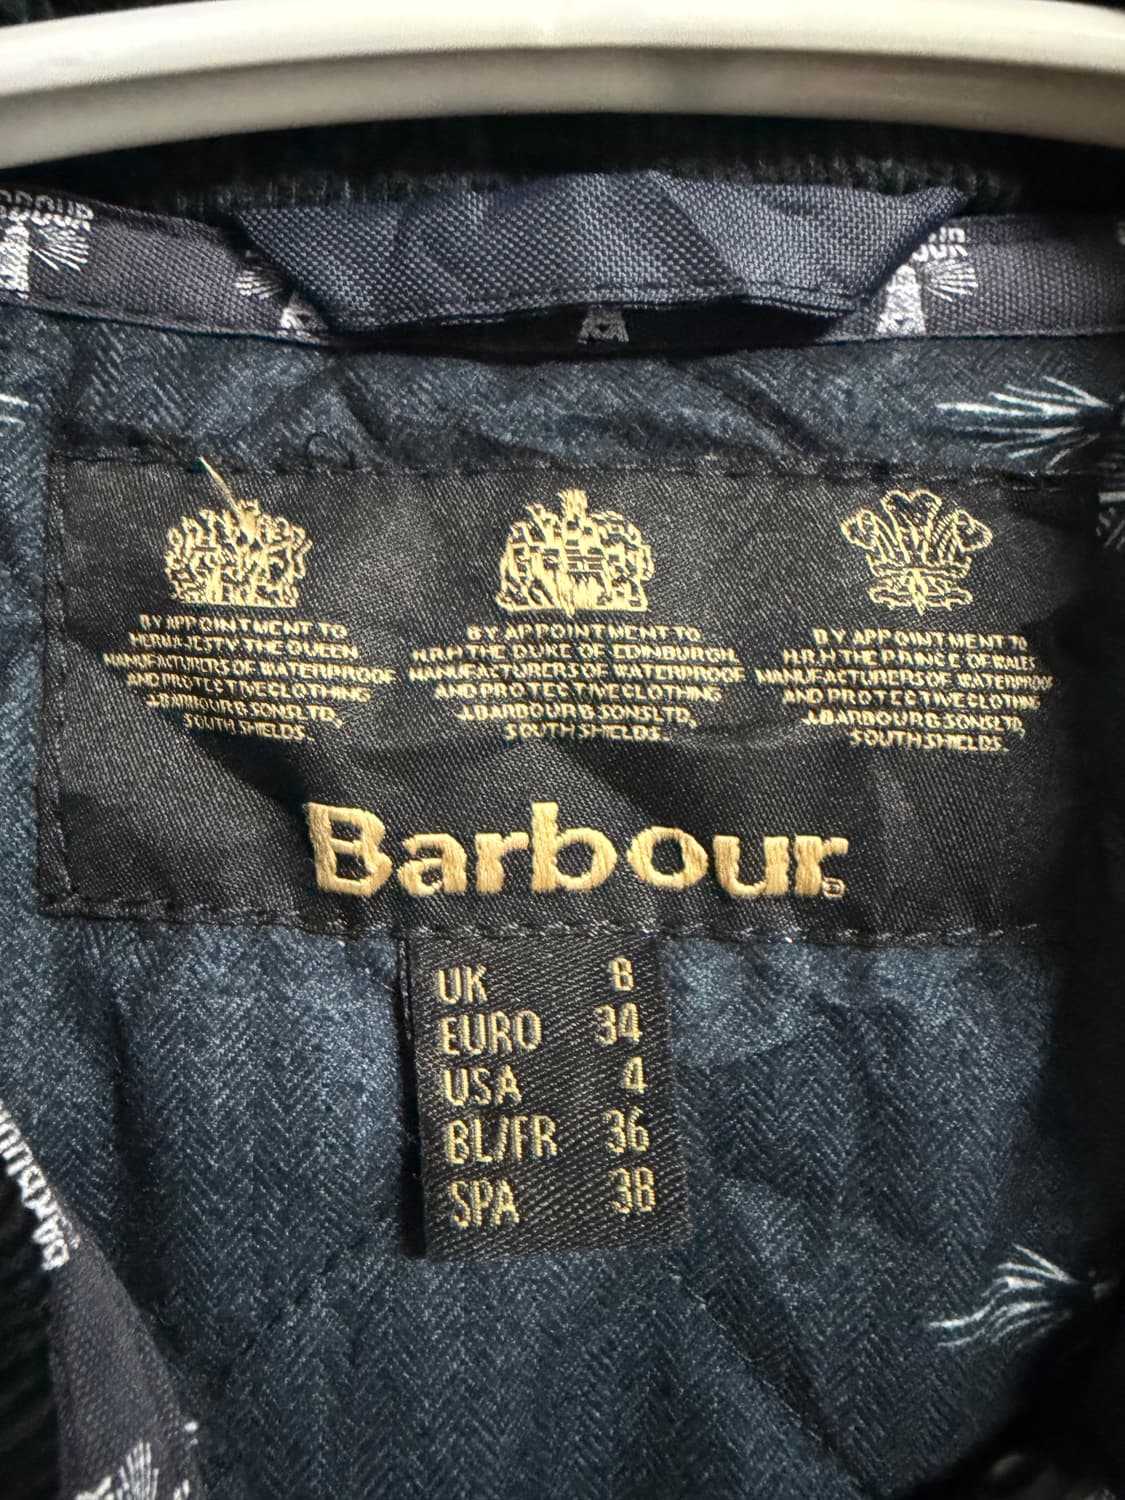 BY APPOINTMENT TO
HER MAJESTY THE QUEEN
MANUFACTURERS OF WATERPROOF
AND PROTECTIVE CLOTHING
J. BARBOUR & SONS LTD,
SOUTH SHIELDS.
BY APPOINTMENT TO
H.R.H THE DUKE OF EDINBURGH
MANUFACTURERS OF WATERPROOF
AND PROTECTIVE CLOTHING
J. BARBOUR & SONS LTD,
SOUTH SHIELDS.
BY APPOINTMENT TO
H.R.H THE PRINCE OF WALES
MANUFACTURERS OF WATERPROOF
AND PROTECTIVE CLOTHING
J. BARBOUR & SONS LTD,
SOUTH SHIELDS.
Barbour®
UK 8
EURO 34
USA 4
BL/FR 36
SPA 38
Barbour